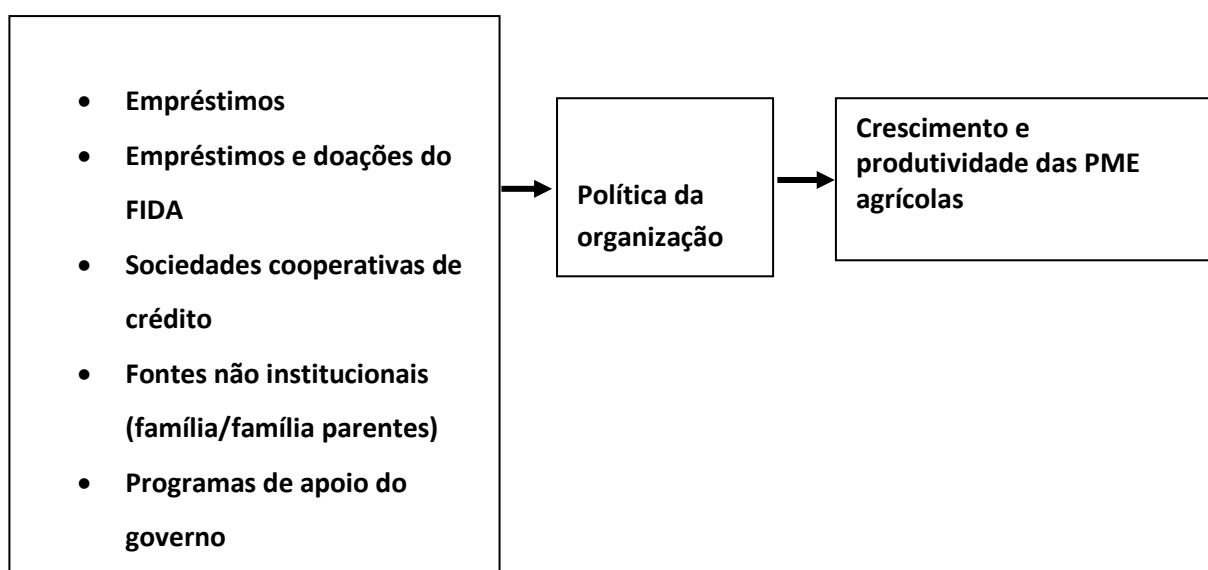 • Empréstimos
• Empréstimos e doações do
FIDA
• Sociedades cooperativas de
crédito
• Fontes não institucionais
(família/família parentes)
• Programas de apoio do
governo
Política da
organização
Crescimento e
produtividade das PME
agrícolas